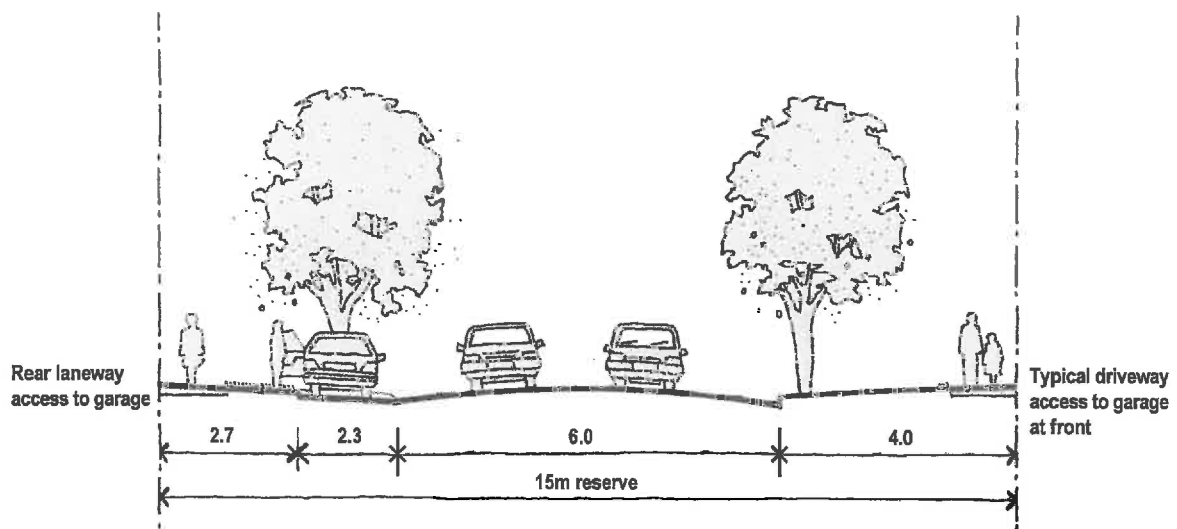 Rear laneway
access to garage
Typical driveway
access to garage
at front
2.7
2.3
6.0
4.0
15m reserve